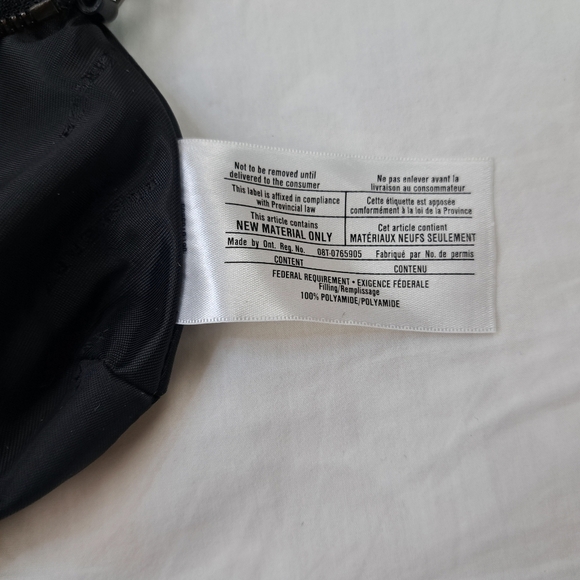 Not to be removed until
delivered to the consumer
Ne pas enlever avant la
livraison au consommateur
This label is affixed in compliance
with Provincial law
Cette étiquette est apposée
conformément à la loi de la Province
This article contains
NEW MATERIAL ONLY
Cet article contient
MATÉRIAUX NEUFS SEULEMENT
Made by Ont. Reg. No. 08T-0765905 Fabriqué par No. de permis
CONTENT CONTENU
FEDERAL REQUIREMENT • EXIGENCE FÉDERALE
Filling/Remplissage
100% POLYAMIDE/POLYAMIDE